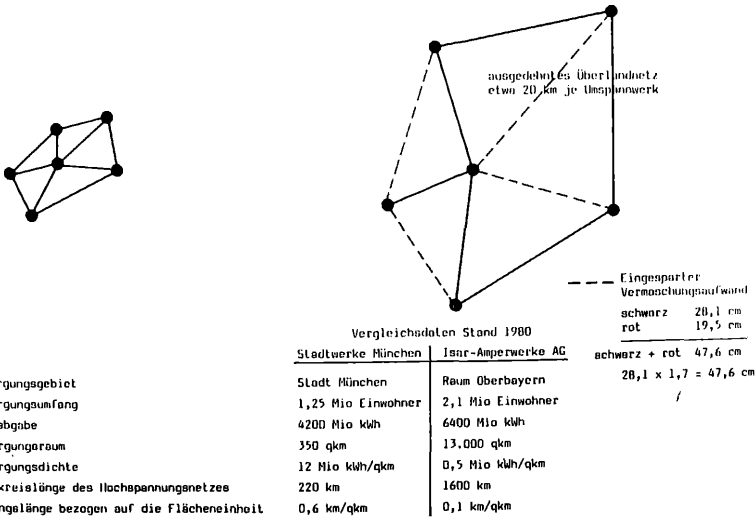 ausgedehntes Überlandnetz
etwa 20 km je Umspannwerk
Eingesparter
Vermaschungsaufwand
schwarz 28,1 cm
rot 19,5 cm
schwarz + rot 47,6 cm
28,1 x 1,7 = 47,6 cm
Vergleichsdaten Stand 1980
Stadtwerke München Isar-Amperwerke AG
rgungsgebiet Stadt München Raum Oberbayern
rgungsumfang 1,25 Mio Einwohner 2,1 Mio Einwohner
abgabe 4200 Mio kWh 6400 Mio kWh
rgungsraum 350 qkm 13.000 qkm
rgungsdichte 12 Mio kWh/qkm 0,5 Mio kWh/qkm
kreislänge des Hochspannungsnetzes 220 km 1600 km
ngslänge bezogen auf die Flächeneinheit 0,6 km/qkm 0,1 km/qkm